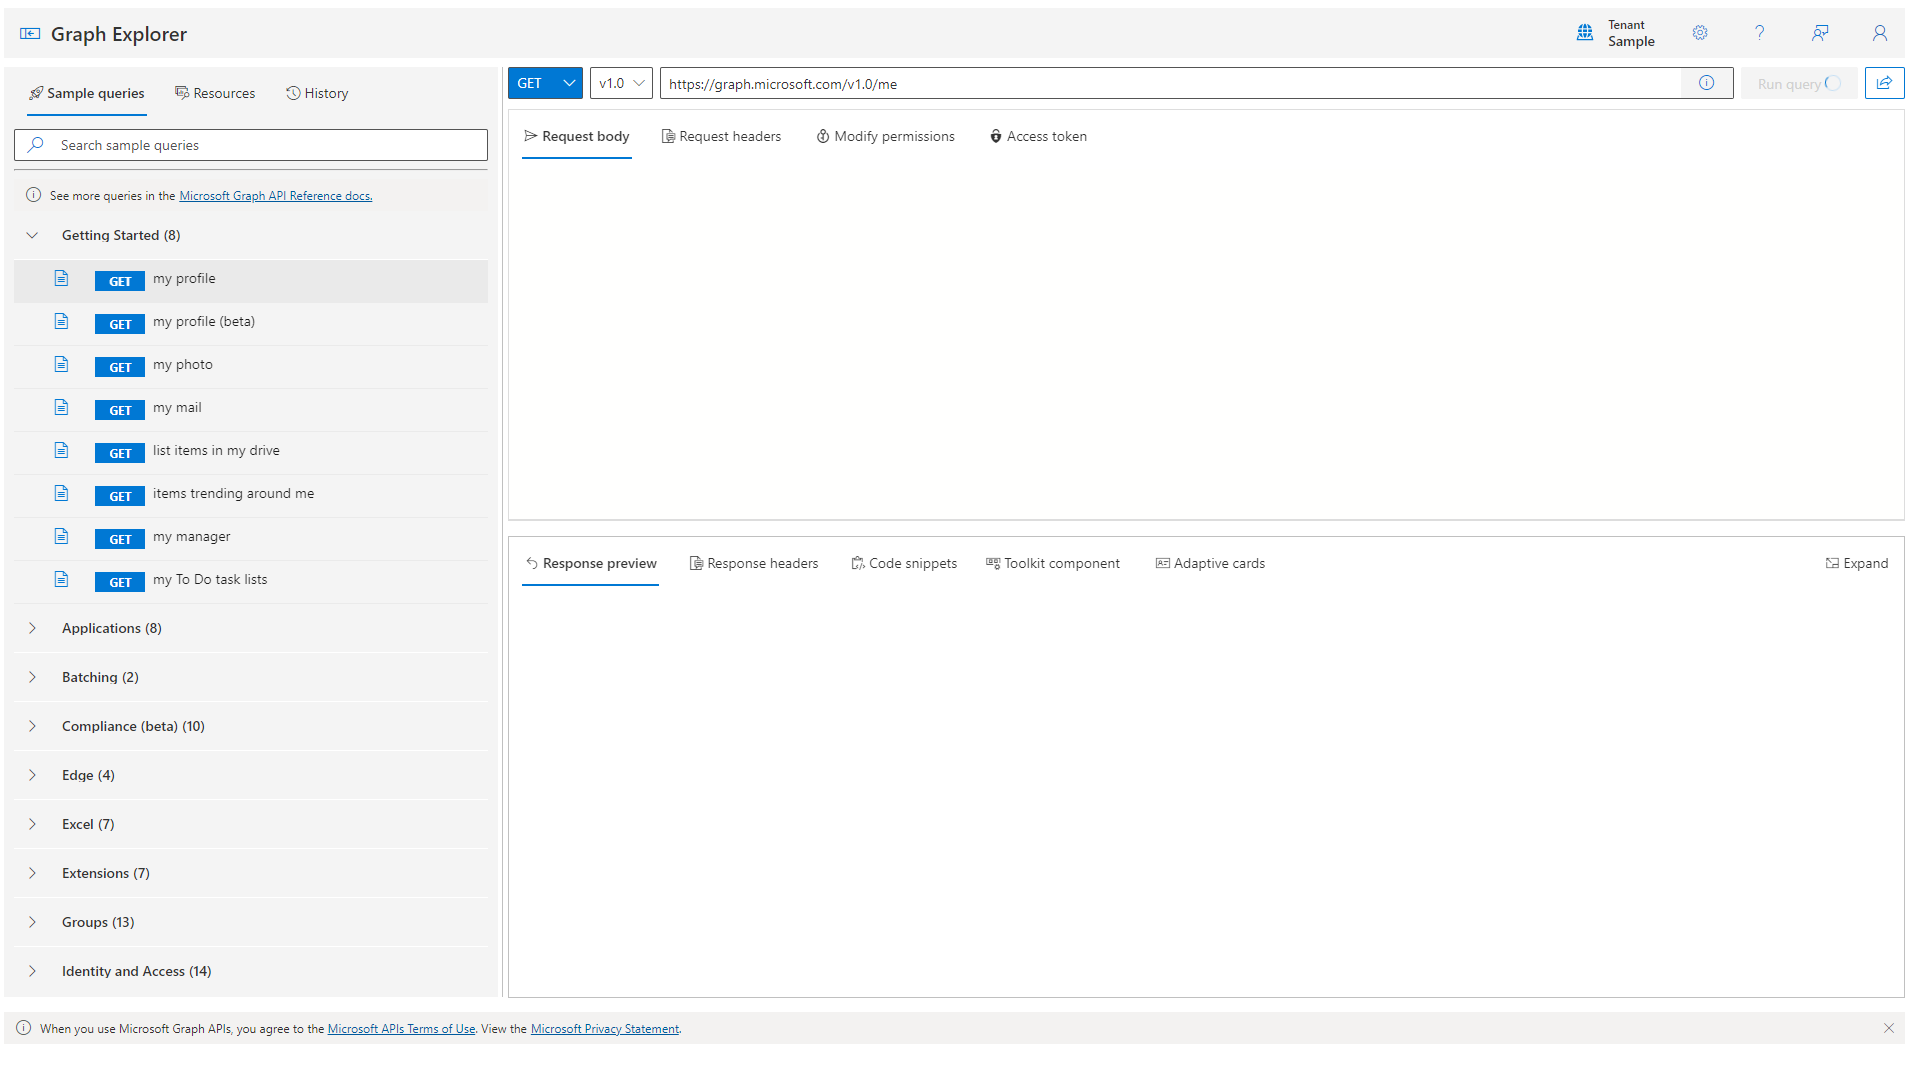 Graph Explorer
Tenant
Sample
Sample queries
Resources
History
Search sample queries
See more queries in the Microsoft Graph API Reference docs.
Getting Started (8)
GET my profile
GET my profile (beta)
GET my photo
GET my mail
GET list items in my drive
GET items trending around me
GET my manager
GET my To Do task lists
Applications (8)
Batching (2)
Compliance (beta) (10)
Edge (4)
Excel (7)
Extensions (7)
Groups (13)
Identity and Access (14)
GET
v1.0
https://graph.microsoft.com/v1.0/me
Run query
Request body
Request headers
Modify permissions
Access token
Response preview
Response headers
Code snippets
Toolkit component
Adaptive cards
Expand
When you use Microsoft Graph APIs, you agree to the Microsoft APIs Terms of Use. View the Microsoft Privacy Statement.